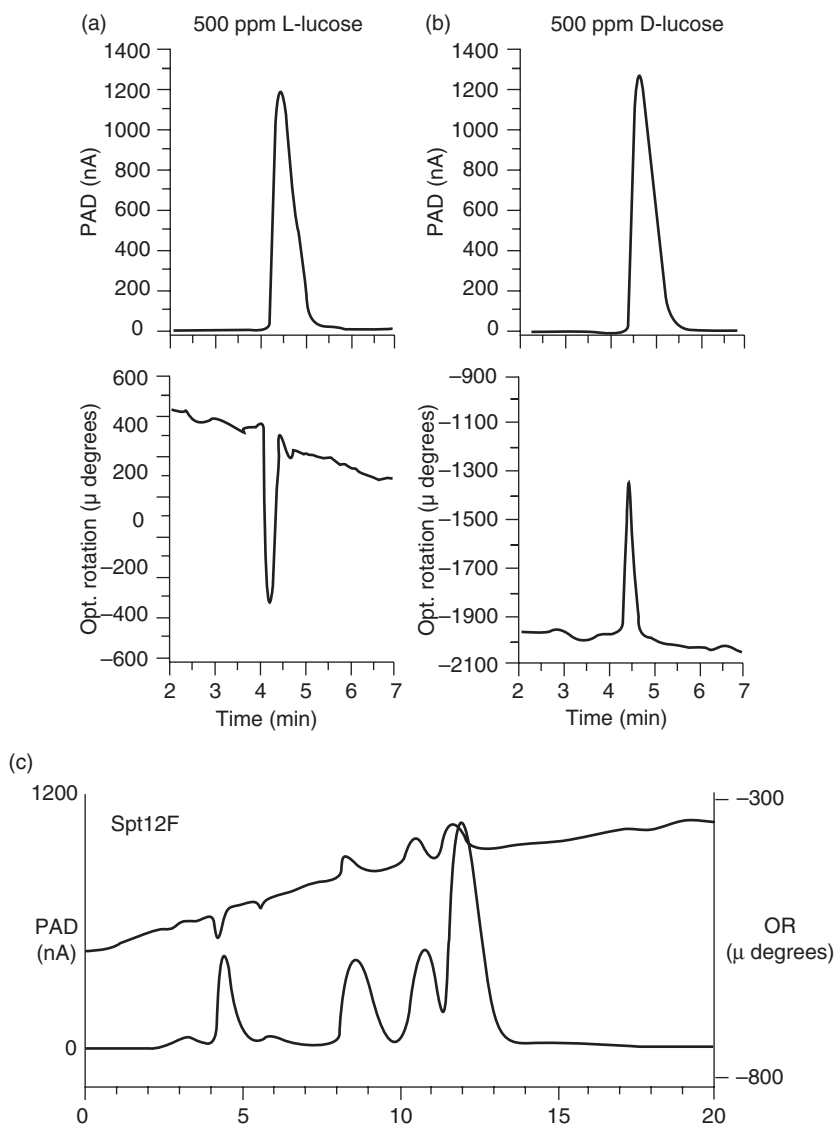 (a) 500 ppm L-lucose
1400
1200
1000
800
600
400
200
0
PAD (nA)
600
400
200
0
−200
−400
−600
Opt. rotation (μ degrees)
2 3 4 5 6 7
Time (min)
(b) 500 ppm D-lucose
1400
1200
1000
800
600
400
200
0
PAD (nA)
−900
−1100
−1300
−1500
−1700
−1900
−2100
Opt. rotation (μ degrees)
2 3 4 5 6 7
Time (min)
(c)
1200
Spt12F
PAD
(nA)
0
−300
OR
(μ degrees)
−800
0 5 10 15 20